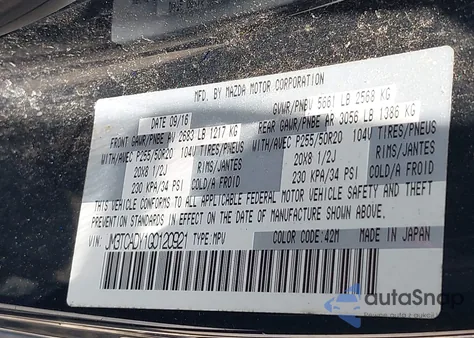 MFD. BY MAZDA MOTOR CORPORATION
DATE 09/16 GVWR/PNBV 5661 LB 2568 KG
FRONT GAWR/PNBE AV 2683 LB 1217 KG REAR GAWR/PNBE AR 3056 LB 1386 KG
WITH/AVEC P255/50R20 104V TIRES/PNEUS WITH/AVEC P255/50R20 104V TIRES/PNEUS
20X8 1/2J RIMS/JANTES 20X8 1/2J RIMS/JANTES
230 KPA/34 PSI COLD/A FROID 230 KPA/34 PSI COLD/A FROID
THIS VEHICLE CONFORMS TO ALL APPLICABLE FEDERAL MOTOR VEHICLE SAFETY AND THEFT
PREVENTION STANDARDS IN EFFECT ON THE DATE OF MANUFACTURE SHOWN ABOVE.
VIN: TYPE:MPV COLOR CODE:42M MADE IN JAPAN
autaSnap
Pewne auto z aukcji